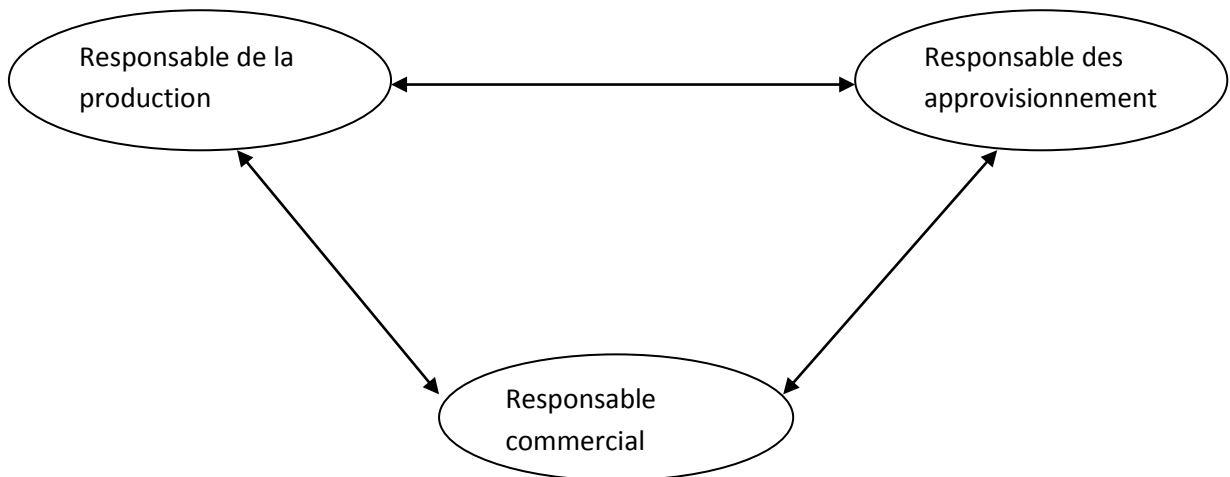 Responsable de la
production
Responsable des
approvisionnement
Responsable
commercial